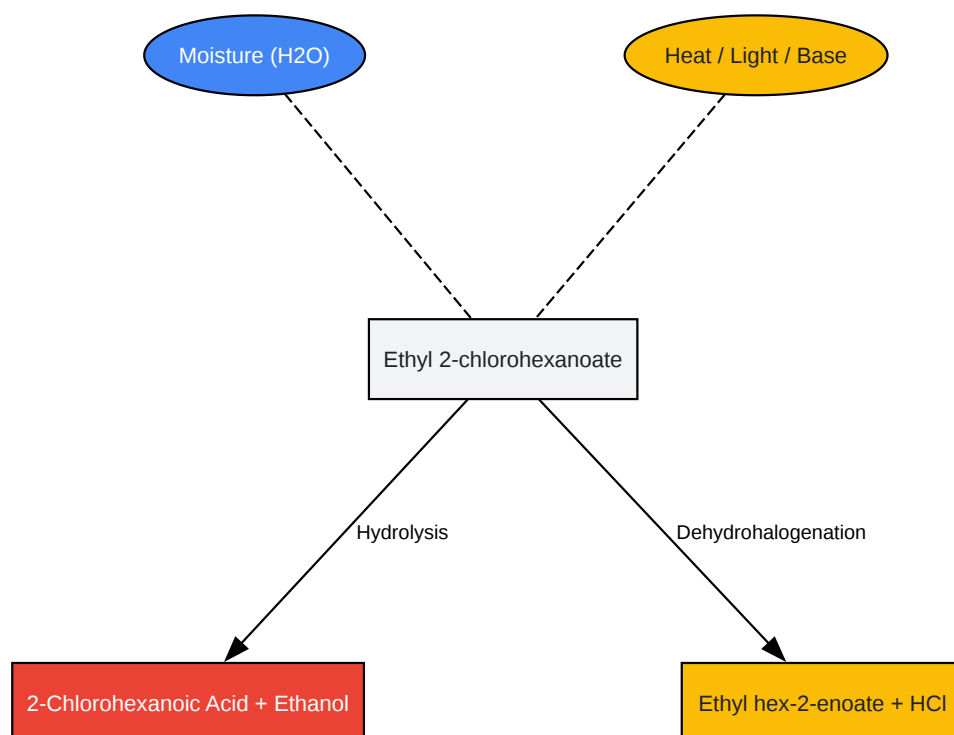 Moisture (H2O)
Heat / Light / Base
Ethyl 2-chlorohexanoate
Hydrolysis
Dehydrohalogenation
2-Chlorohexanoic Acid + Ethanol
Ethyl hex-2-enoate + HCl